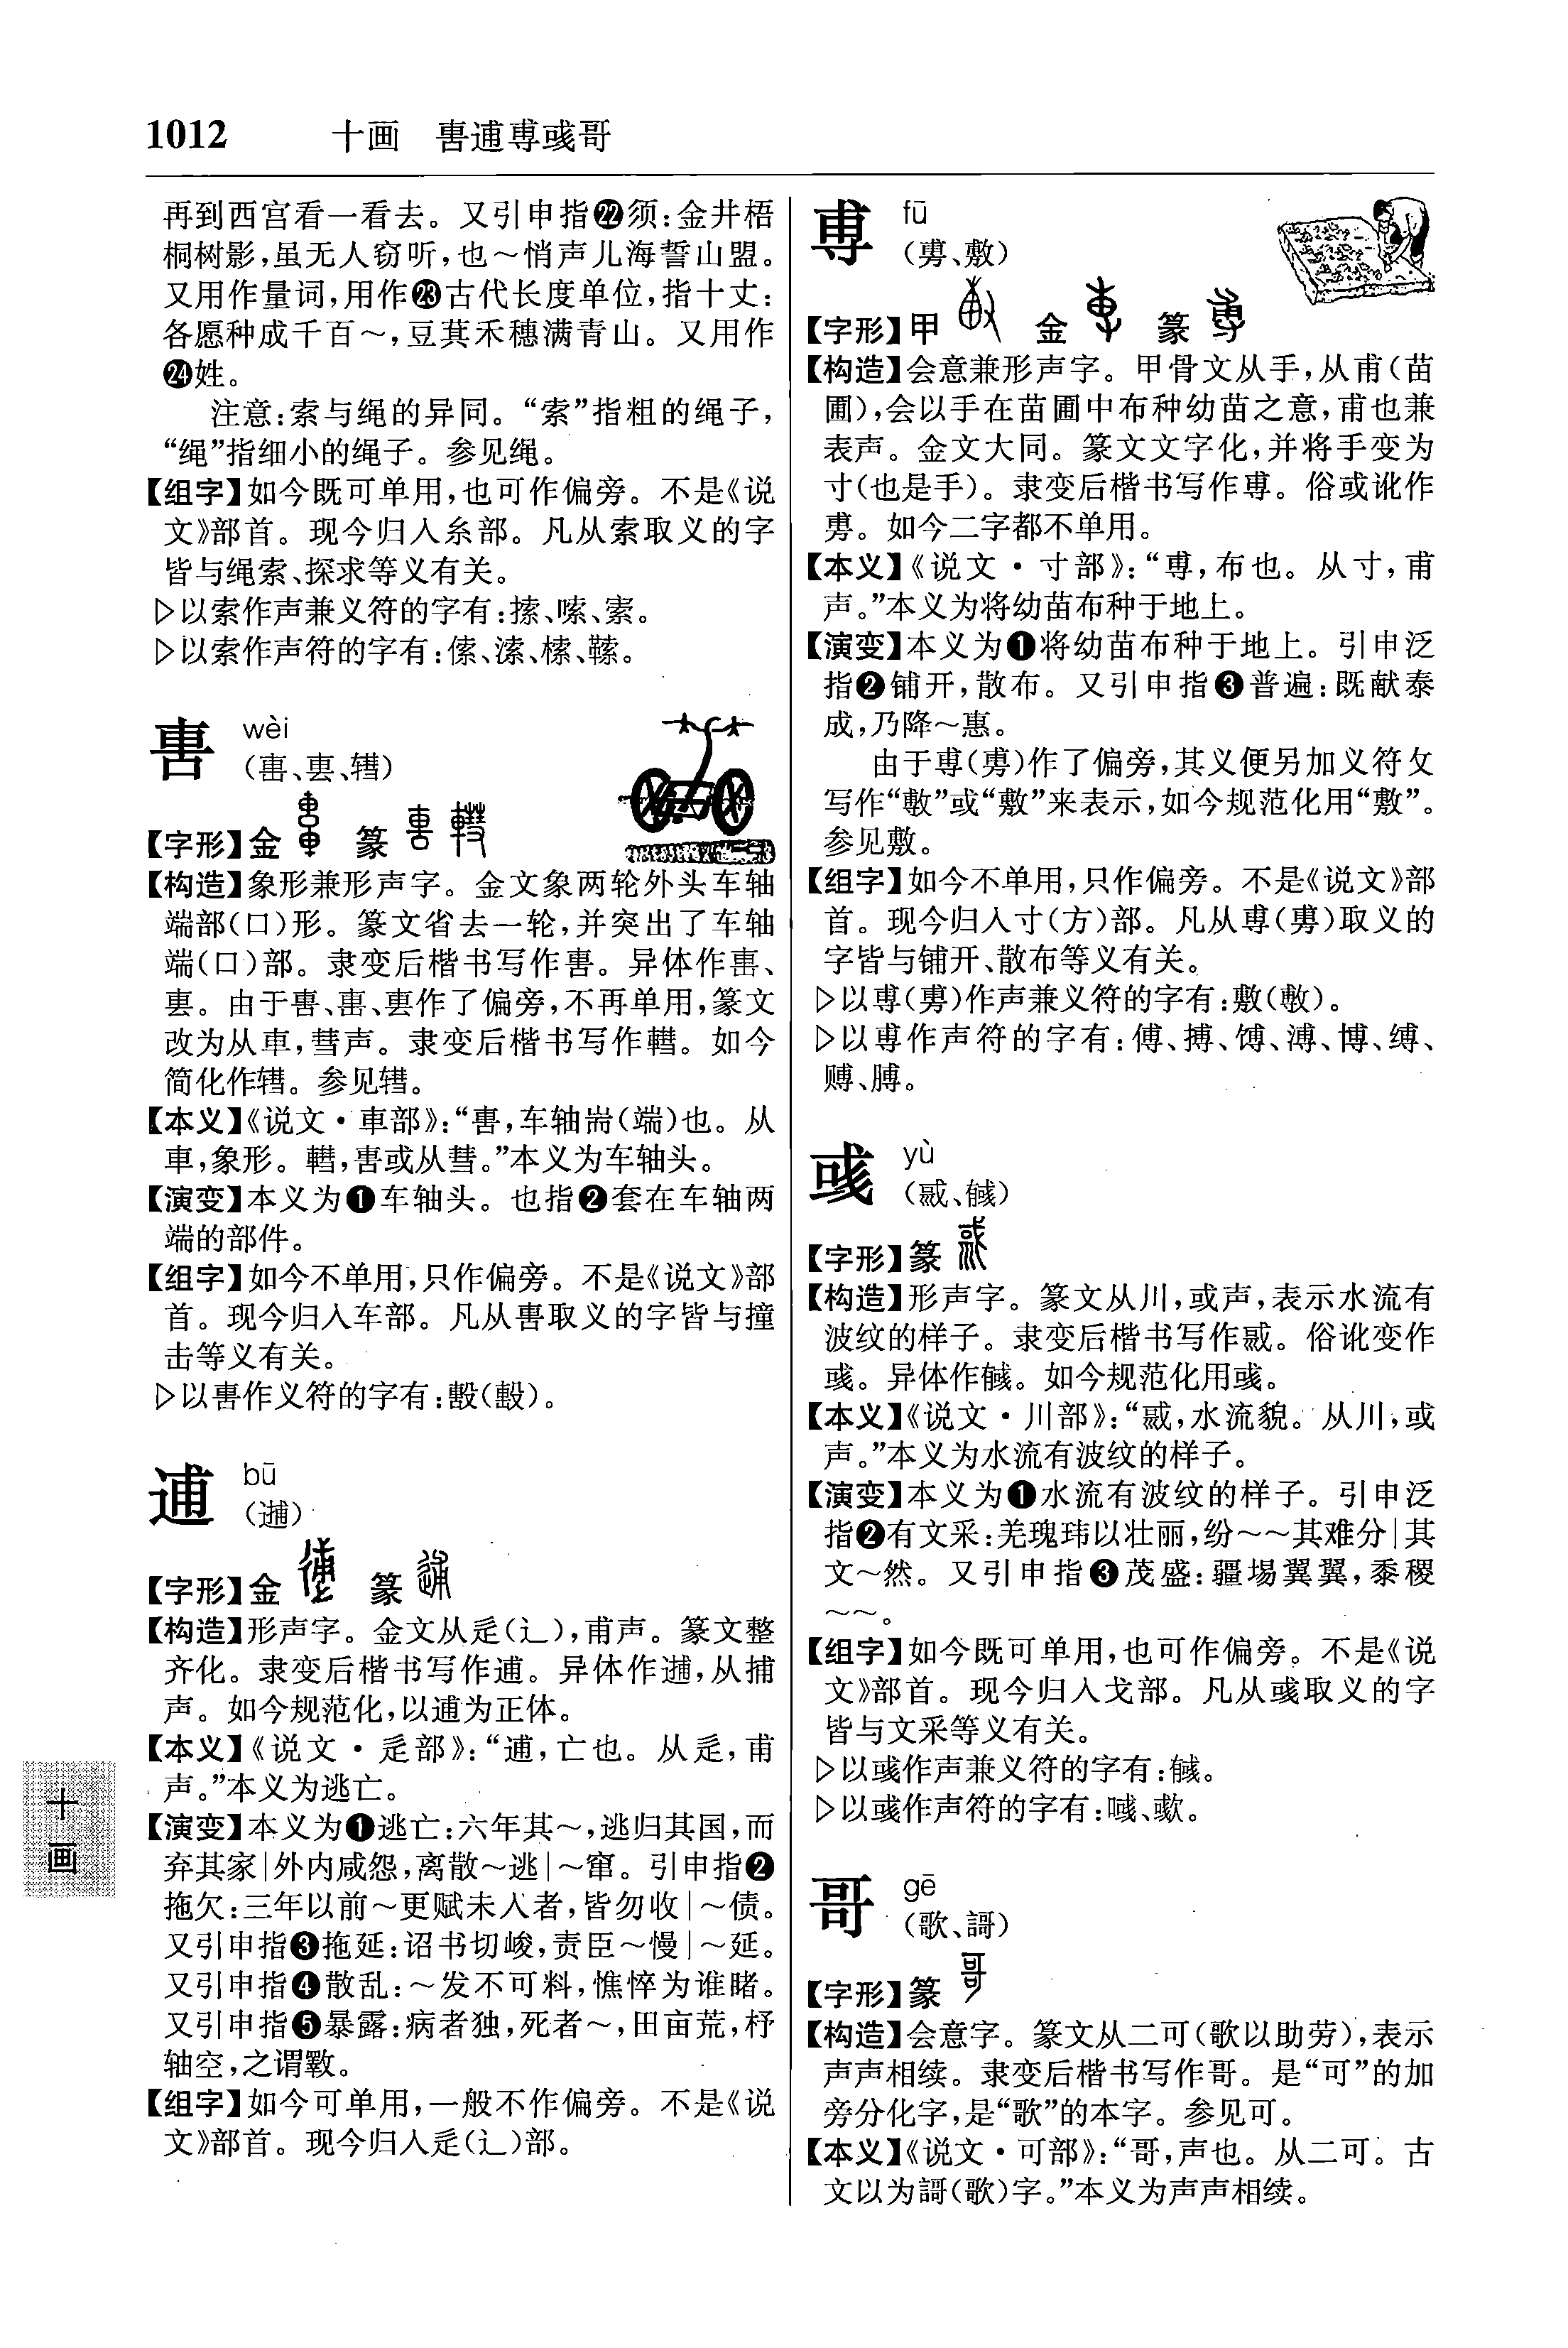 1012 十画 軎逋尃彧哥
再到西宫看一看去。又引申指㉒须:金井梧
桐树影,虽无人窃听,也～悄声儿海誓山盟。
又用作量词,用作㉓古代长度单位,指十丈:
各愿种成千百～,豆萁禾穗满青山。又用作
㉔姓。
注意:索与绳的异同。“索”指粗的绳子,
“绳”指细小的绳子。参见绳。
【组字】如今既可单用,也可作偏旁。不是《说
文》部首。现今归入糸部。凡从索取义的字
皆与绳索、探求等义有关。
▷以索作声兼义符的字有:搎、嗦、索。
▷以索作声符的字有:傃、溹、榡、䩳。
軎 wèi
【字形】金 篆
【构造】象形兼形声字。金文象两轮外头车轴
端部(口)形。篆文省去一轮,并突出了车轴
端(口)部。隶变后楷书写作軎。异体作
由于軎、作了偏旁,不再单用,篆文
改为从車,彗声。隶变后楷书写作轊。如今
简化作。参见。
【本义】《说文·車部》:“軎,车轴耑(端)也。从
車,象形。轊,軎或从彗。”本义为车轴头。
【演变】本义为❶车轴头。也指❷套在车轴两
端的部件。
【组字】如今不单用,只作偏旁。不是《说文》部
首。现今归入车部。凡从軎取义的字皆与撞
击等义有关。
▷以軎作义符的字有:
逋 bū
(逋)
【字形】金 篆
【构造】形声字。金文从辵(辶),甫声。篆文整
齐化。隶变后楷书写作逋。异体作,从捕
声。如今规范化,以逋为正体。
【本义】《说文·辵部》:“逋,亡也。从辵,甫
声。”本义为逃亡。
【演变】本义为❶逃亡:六年其～,逃归其国,而
弃其家|外内咸怨,离散～逃|～窜。引申指❷
拖欠:三年以前～更赋未入者,皆勿收|～债。
又引申指❸拖延:诏书切峻,责臣～慢|～延。
又引申指❹散乱:～发不可料,憔悴为谁睹。
又引申指❺暴露:病者独,死者～,田亩荒,杼
轴空,之谓斁。
【组字】如今可单用,一般不作偏旁。不是《说
文》部首。现今归入辵(辶)部。
尃 fū
(旉、敷)
【字形】甲 金 篆
【构造】会意兼形声字。甲骨文从手,从甫(苗
圃),会以手在苗圃中布种幼苗之意,甫也兼
表声。金文大同。篆文文字化,并将手变为
寸(也是手)。隶变后楷书写作尃。俗或讹作
旉。如今二字都不单用。
【本义】《说文·寸部》:“尃,布也。从寸,甫
声。”本义为将幼苗布种于地上。
【演变】本义为❶将幼苗布种于地上。引申泛
指❷铺开,散布。又引申指❸普遍:既献泰
成,乃降～惠。
由于尃(旉)作了偏旁,其义便另加义符攵
写作“㪙”或“敷”来表示,如今规范化用“敷”。
参见敷。
【组字】如今不单用,只作偏旁。不是《说文》部
首。现今归入寸(方)部。凡从尃(旉)取义的
字皆与铺开、散布等义有关。
▷以尃(旉)作声兼义符的字有:敷(㪙)。
▷以尃作声符的字有:傅、搏、馎、溥、博、缚、
赙、膊。
彧 yù
(㦽、䬑)
【字形】篆
【构造】形声字。篆文从川,或声,表示水流有
波纹的样子。隶变后楷书写作㦽。俗讹变作
彧。异体作。如今规范化用彧。
【本义】《说文·川部》:“㦽,水流貌。从川,或
声。”本义为水流有波纹的样子。
【演变】本义为❶水流有波纹的样子。引申泛
指❷有文采:羌瑰玮以壮丽,纷～～其难分|其
文～然。又引申指❸茂盛:疆埸翼翼,黍稷
～～。
【组字】如今既可单用,也可作偏旁。不是《说
文》部首。现今归入戈部。凡从彧取义的字
皆与文采等义有关。
▷以彧作声兼义符的字有:
▷以彧作声符的字有:
哥 gē
(歌、謌)
【字形】篆
【构造】会意字。篆文从二可(歌以助劳),表示
声声相续。隶变后楷书写作哥。是“可”的加
旁分化字,是“歌”的本字。参见可。
【本义】《说文·可部》:“哥,声也。从二可。古
文以为謌(歌)字。”本义为声声相续。
十
画